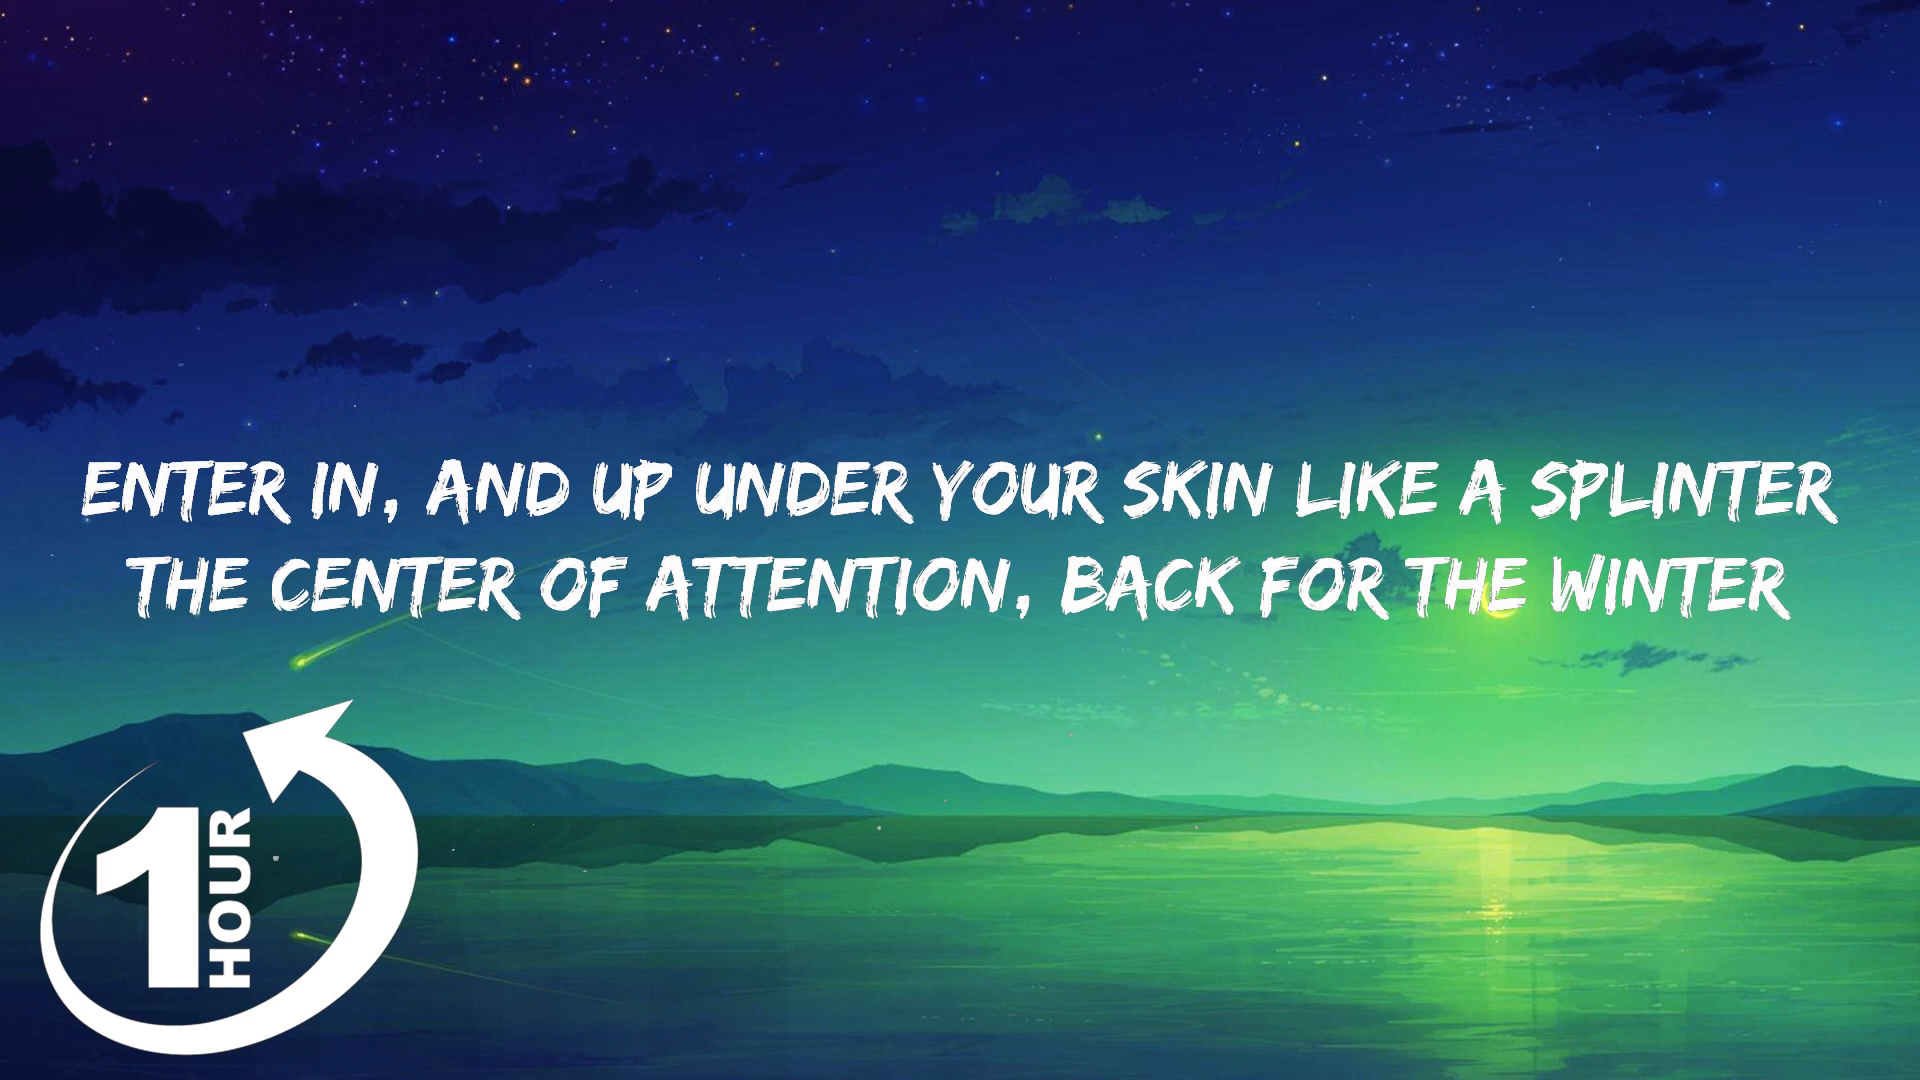 ENTER IN, AND UP UNDER YOUR SKIN LIKE A SPLINTER
THE CENTER OF ATTENTION, BACK FOR THE WINTER
1 HOUR